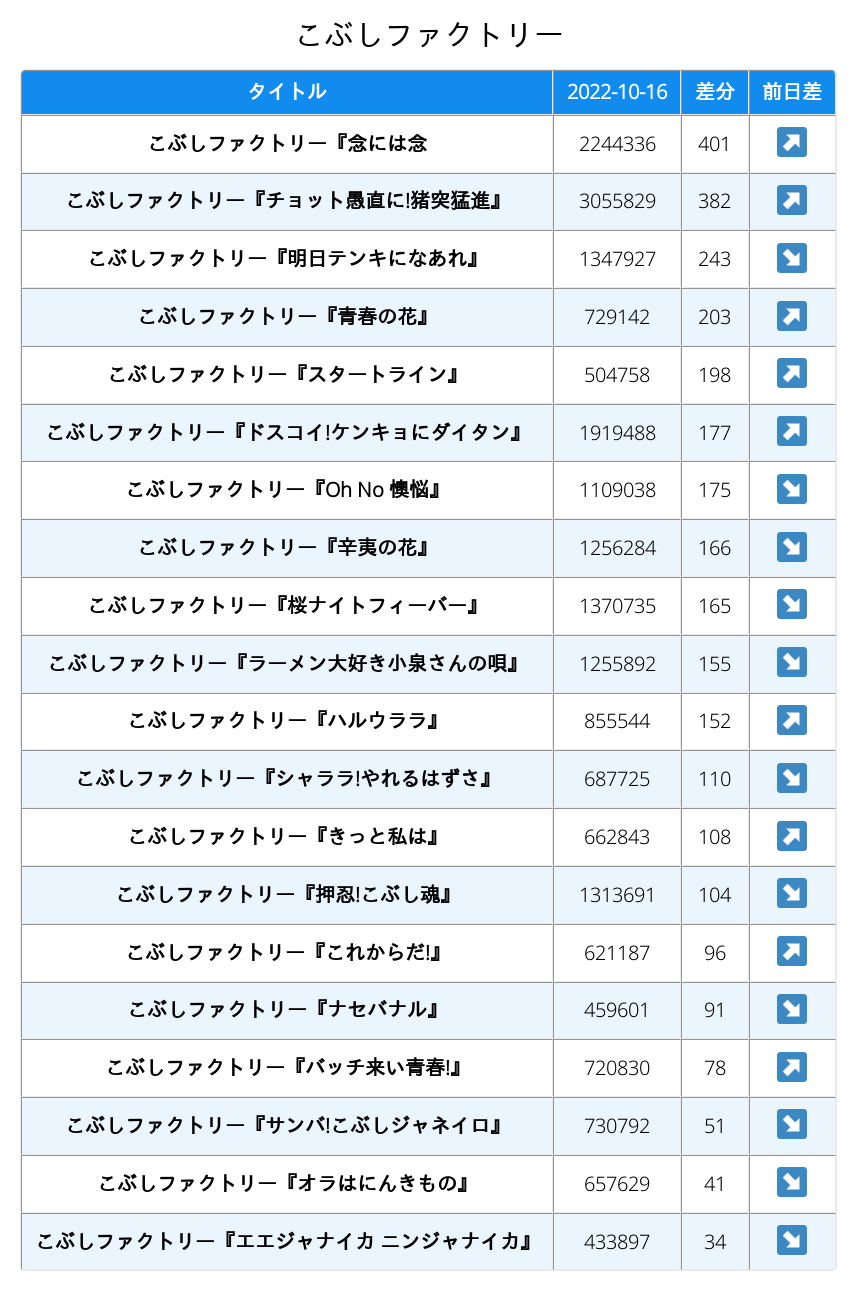 こぶしファクトリー
タイトル 2022-10-16 差分 前日差
こぶしファクトリー『念には念 2244336 401 ↗
こぶしファクトリー『チョット愚直に!猪突猛進』 3055829 382 ↗
こぶしファクトリー『明日テンキになあれ』 1347927 243 ↘
こぶしファクトリー『青春の花』 729142 203 ↗
こぶしファクトリー『スタートライン』 504758 198 ↗
こぶしファクトリー『ドスコイ!ケンキョにダイタン』 1919488 177 ↗
こぶしファクトリー『Oh No 懊悩』 1109038 175 ↘
こぶしファクトリー『辛夷の花』 1256284 166 ↘
こぶしファクトリー『桜ナイトフィーバー』 1370735 165 ↘
こぶしファクトリー『ラーメン大好き小泉さんの唄』 1255892 155 ↘
こぶしファクトリー『ハルウララ』 855544 152 ↗
こぶしファクトリー『シャララ!やれるはずさ』 687725 110 ↘
こぶしファクトリー『きっと私は』 662843 108 ↗
こぶしファクトリー『押忍!こぶし魂』 1313691 104 ↘
こぶしファクトリー『これからだ!』 621187 96 ↗
こぶしファクトリー『ナセバナル』 459601 91 ↘
こぶしファクトリー『バッチ来い青春!』 720830 78 ↗
こぶしファクトリー『サンバ!こぶしジャネイロ』 730792 51 ↘
こぶしファクトリー『オラはにんきもの』 657629 41 ↘
こぶしファクトリー『エエジャナイカ ニンジャナイカ』 433897 34 ↘